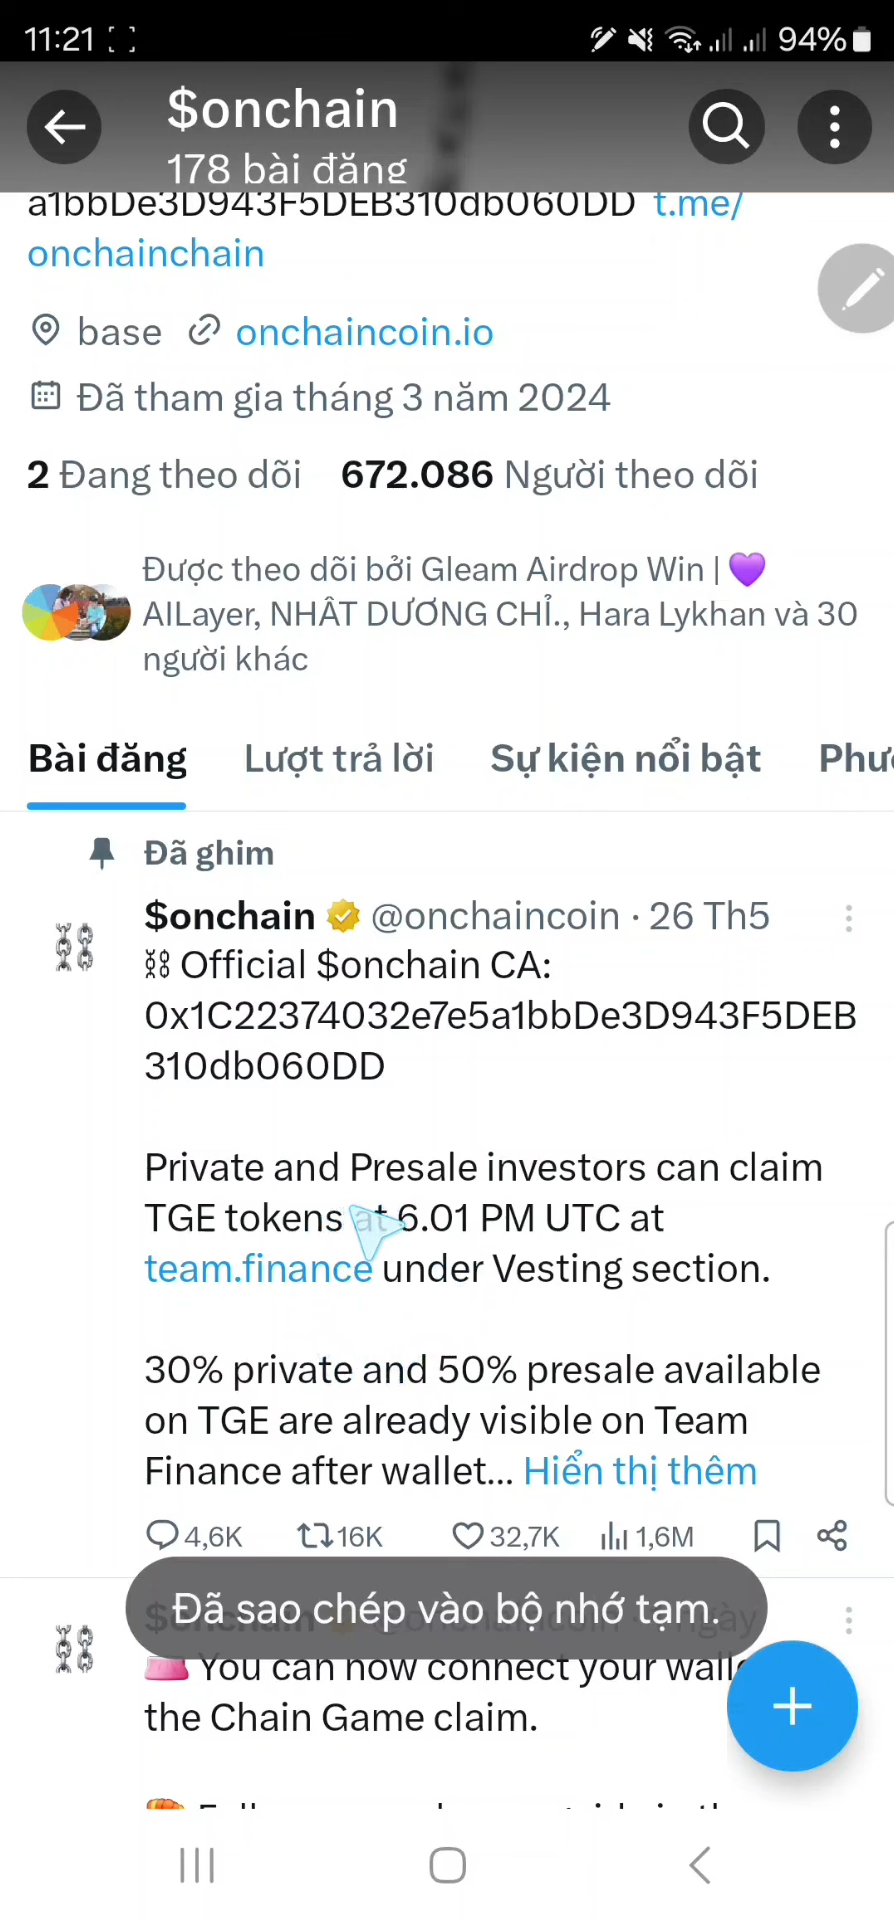 11:21
94%
$onchain
178 bài đăng
a1bbDe3D943F5DEB310db060DD t.me/
onchainchain
base onchaincoin.io
Đã tham gia tháng 3 năm 2024
2 Đang theo dõi 672.086 Người theo dõi
Được theo dõi bởi Gleam Airdrop Win | 💜
AILayer, NHẤT DƯƠNG CHỈ., Hara Lykhan và 30
người khác
Bài đăng Lượt trả lời Sự kiện nổi bật
Đã ghim
$onchain @onchaincoin · 26 Th5
⛓ Official $onchain CA:
0x1C22374032e7e5a1bbDe3D943F5DEB
310db060DD
Private and Presale investors can claim
TGE tokens at 6.01 PM UTC at
team.finance under Vesting section.
30% private and 50% presale available
on TGE are already visible on Team
Finance after wallet... Hiển thị thêm
4,6K 16K 32,7K 1,6M
Đã sao chép vào bộ nhớ tạm.
You can now connect your
the Chain Game claim.